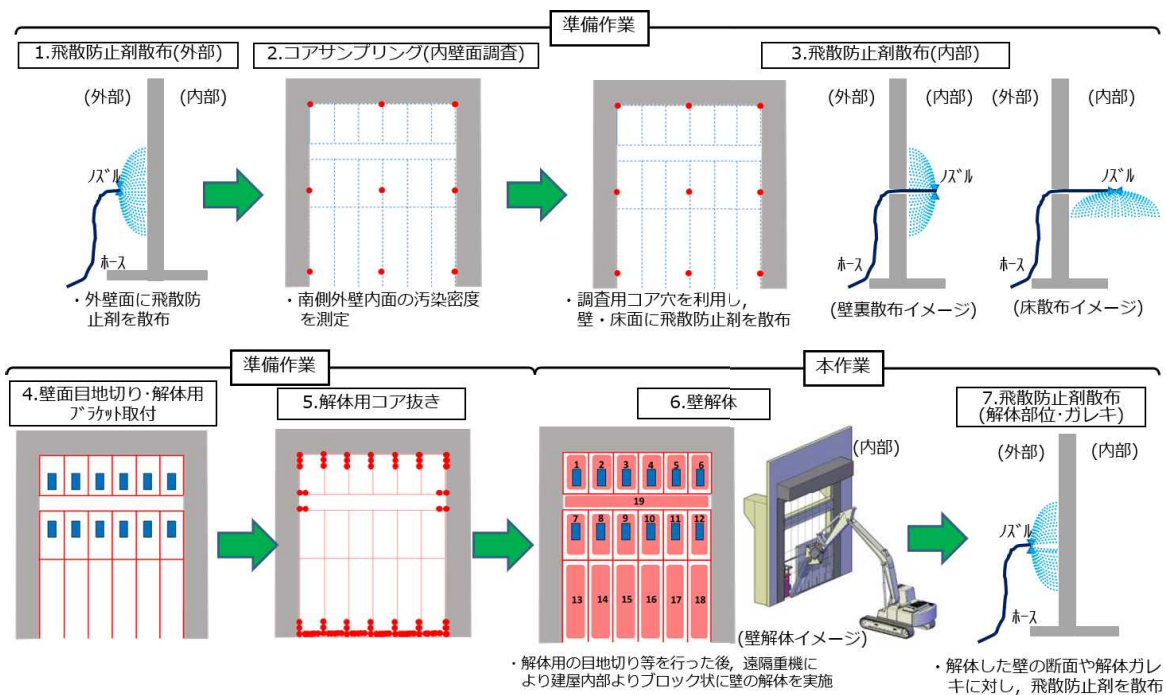 準備作業
1.飛散防止剤散布(外部)
2.コアサンプリング(内壁面調査)
3.飛散防止剤散布(内部)
(外部)
(内部)
ﾉｽﾞﾙ
ﾎｰｽ
・外壁面に飛散防
止剤を散布
・南側外壁内面の汚染密度
を測定
・調査用コア穴を利用し,
壁・床面に飛散防止剤を散布
(外部)
(内部)
ﾉｽﾞﾙ
ﾎｰｽ
(壁裏散布イメージ)
(外部)
(内部)
ﾉｽﾞﾙ
ﾎｰｽ
(床散布イメージ)
準備作業
本作業
4.壁面目地切り･解体用
ﾌﾞﾗｹｯﾄ取付
5.解体用コア抜き
6.壁解体
1 2 3 4 5 6
19
7 8 9 10 11 12
13 14 15 16 17 18
(内部)
(壁解体イメージ)
・解体用の目地切り等を行った後, 遠隔重機に
より建屋内部よりブロック状に壁の解体を実施
7.飛散防止剤散布
(解体部位･ガレキ)
(外部)
(内部)
ﾉｽﾞﾙ
ﾎｰｽ
・解体した壁の断面や解体ガレ
キに対し, 飛散防止剤を散布